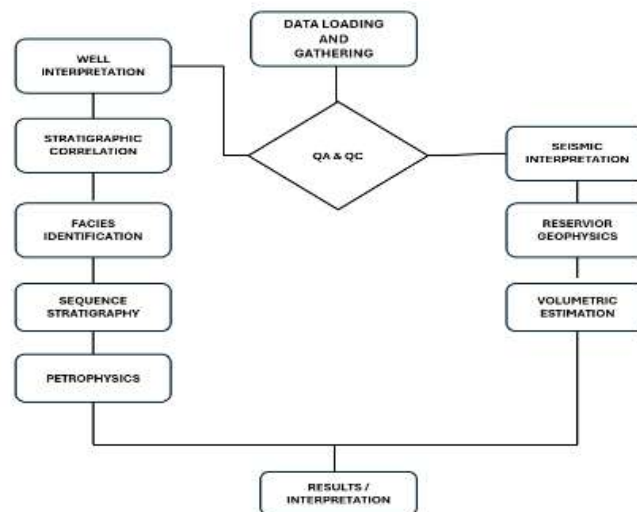 DATA LOADING
AND
GATHERING
WELL
INTERPRETATION
QA & QC
STRATIGRAPHIC
CORRELATION
SEISMIC
INTERPRETATION
FACIES
IDENTIFICATION
RESERVIOR
GEOPHYSICS
SEQUENCE
STRATIGRAPHY
VOLUMETRIC
ESTIMATION
PETROPHYSICS
RESULTS /
INTERPRETATION